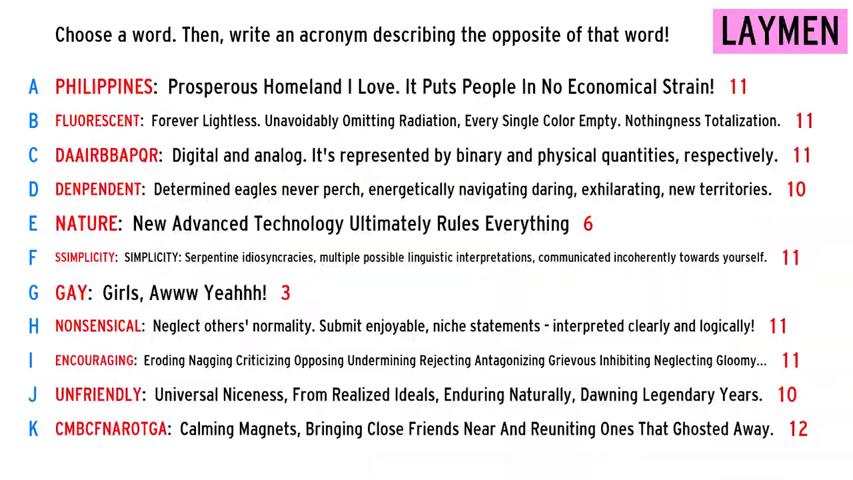 Choose a word. Then, write an acronym describing the opposite of that word! LAYMEN
A PHILIPPINES: Prosperous Homeland I Love. It Puts People In No Economical Strain! 11
B FLUORESCENT: Forever Lightless. Unavoidably Omitting Radiation, Every Single Color Empty. Nothingness Totalization. 11
C DAAIRBBAPQR: Digital and analog. It's represented by binary and physical quantities, respectively. 11
D DENPENDENT: Determined eagles never perch, energetically navigating daring, exhilarating, new territories. 10
E NATURE: New Advanced Technology Ultimately Rules Everything 6
F SSIMPLICITY: SIMPLICITY: Serpentine idiosyncracies, multiple possible linguistic interpretations, communicated incoherently towards yourself. 11
G GAY: Girls, Awww Yeahhh! 3
H NONSENSICAL: Neglect others' normality. Submit enjoyable, niche statements - interpreted clearly and logically! 11
I ENCOURAGING: Eroding Nagging Criticizing Opposing Undermining Rejecting Antagonizing Grievous Inhibiting Neglecting Gloomy... 11
J UNFRIENDLY: Universal Niceness, From Realized Ideals, Enduring Naturally, Dawning Legendary Years. 10
K CMBCFNAROTGA: Calming Magnets, Bringing Close Friends Near And Reuniting Ones That Ghosted Away. 12